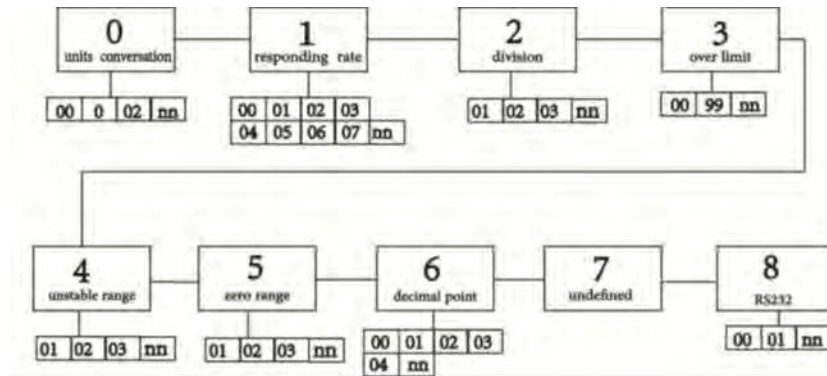 0
units conversation
00 0 02 nn
1
responding rate
00 01 02 03
04 05 06 07 nn
2
division
01 02 03 nn
3
over limit
00 99 nn
4
unstable range
01 02 03 nn
5
zero range
01 02 03 nn
6
decimal point
00 01 02 03
04 nn
7
undefined
8
RS232
00 01 nn